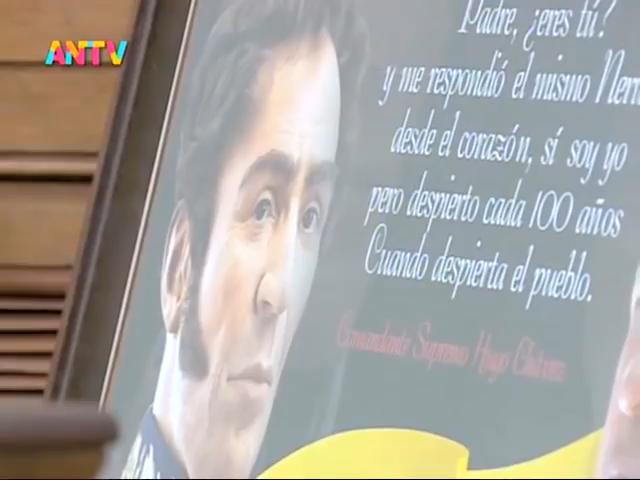 ANTV
Padre, ¿eres tú?
y me respondió el mismo
desde el corazón, sí soy yo
pero despierto cada 100 años
Cuando despierta el pueblo.
Comandante Supremo Hugo Chávez